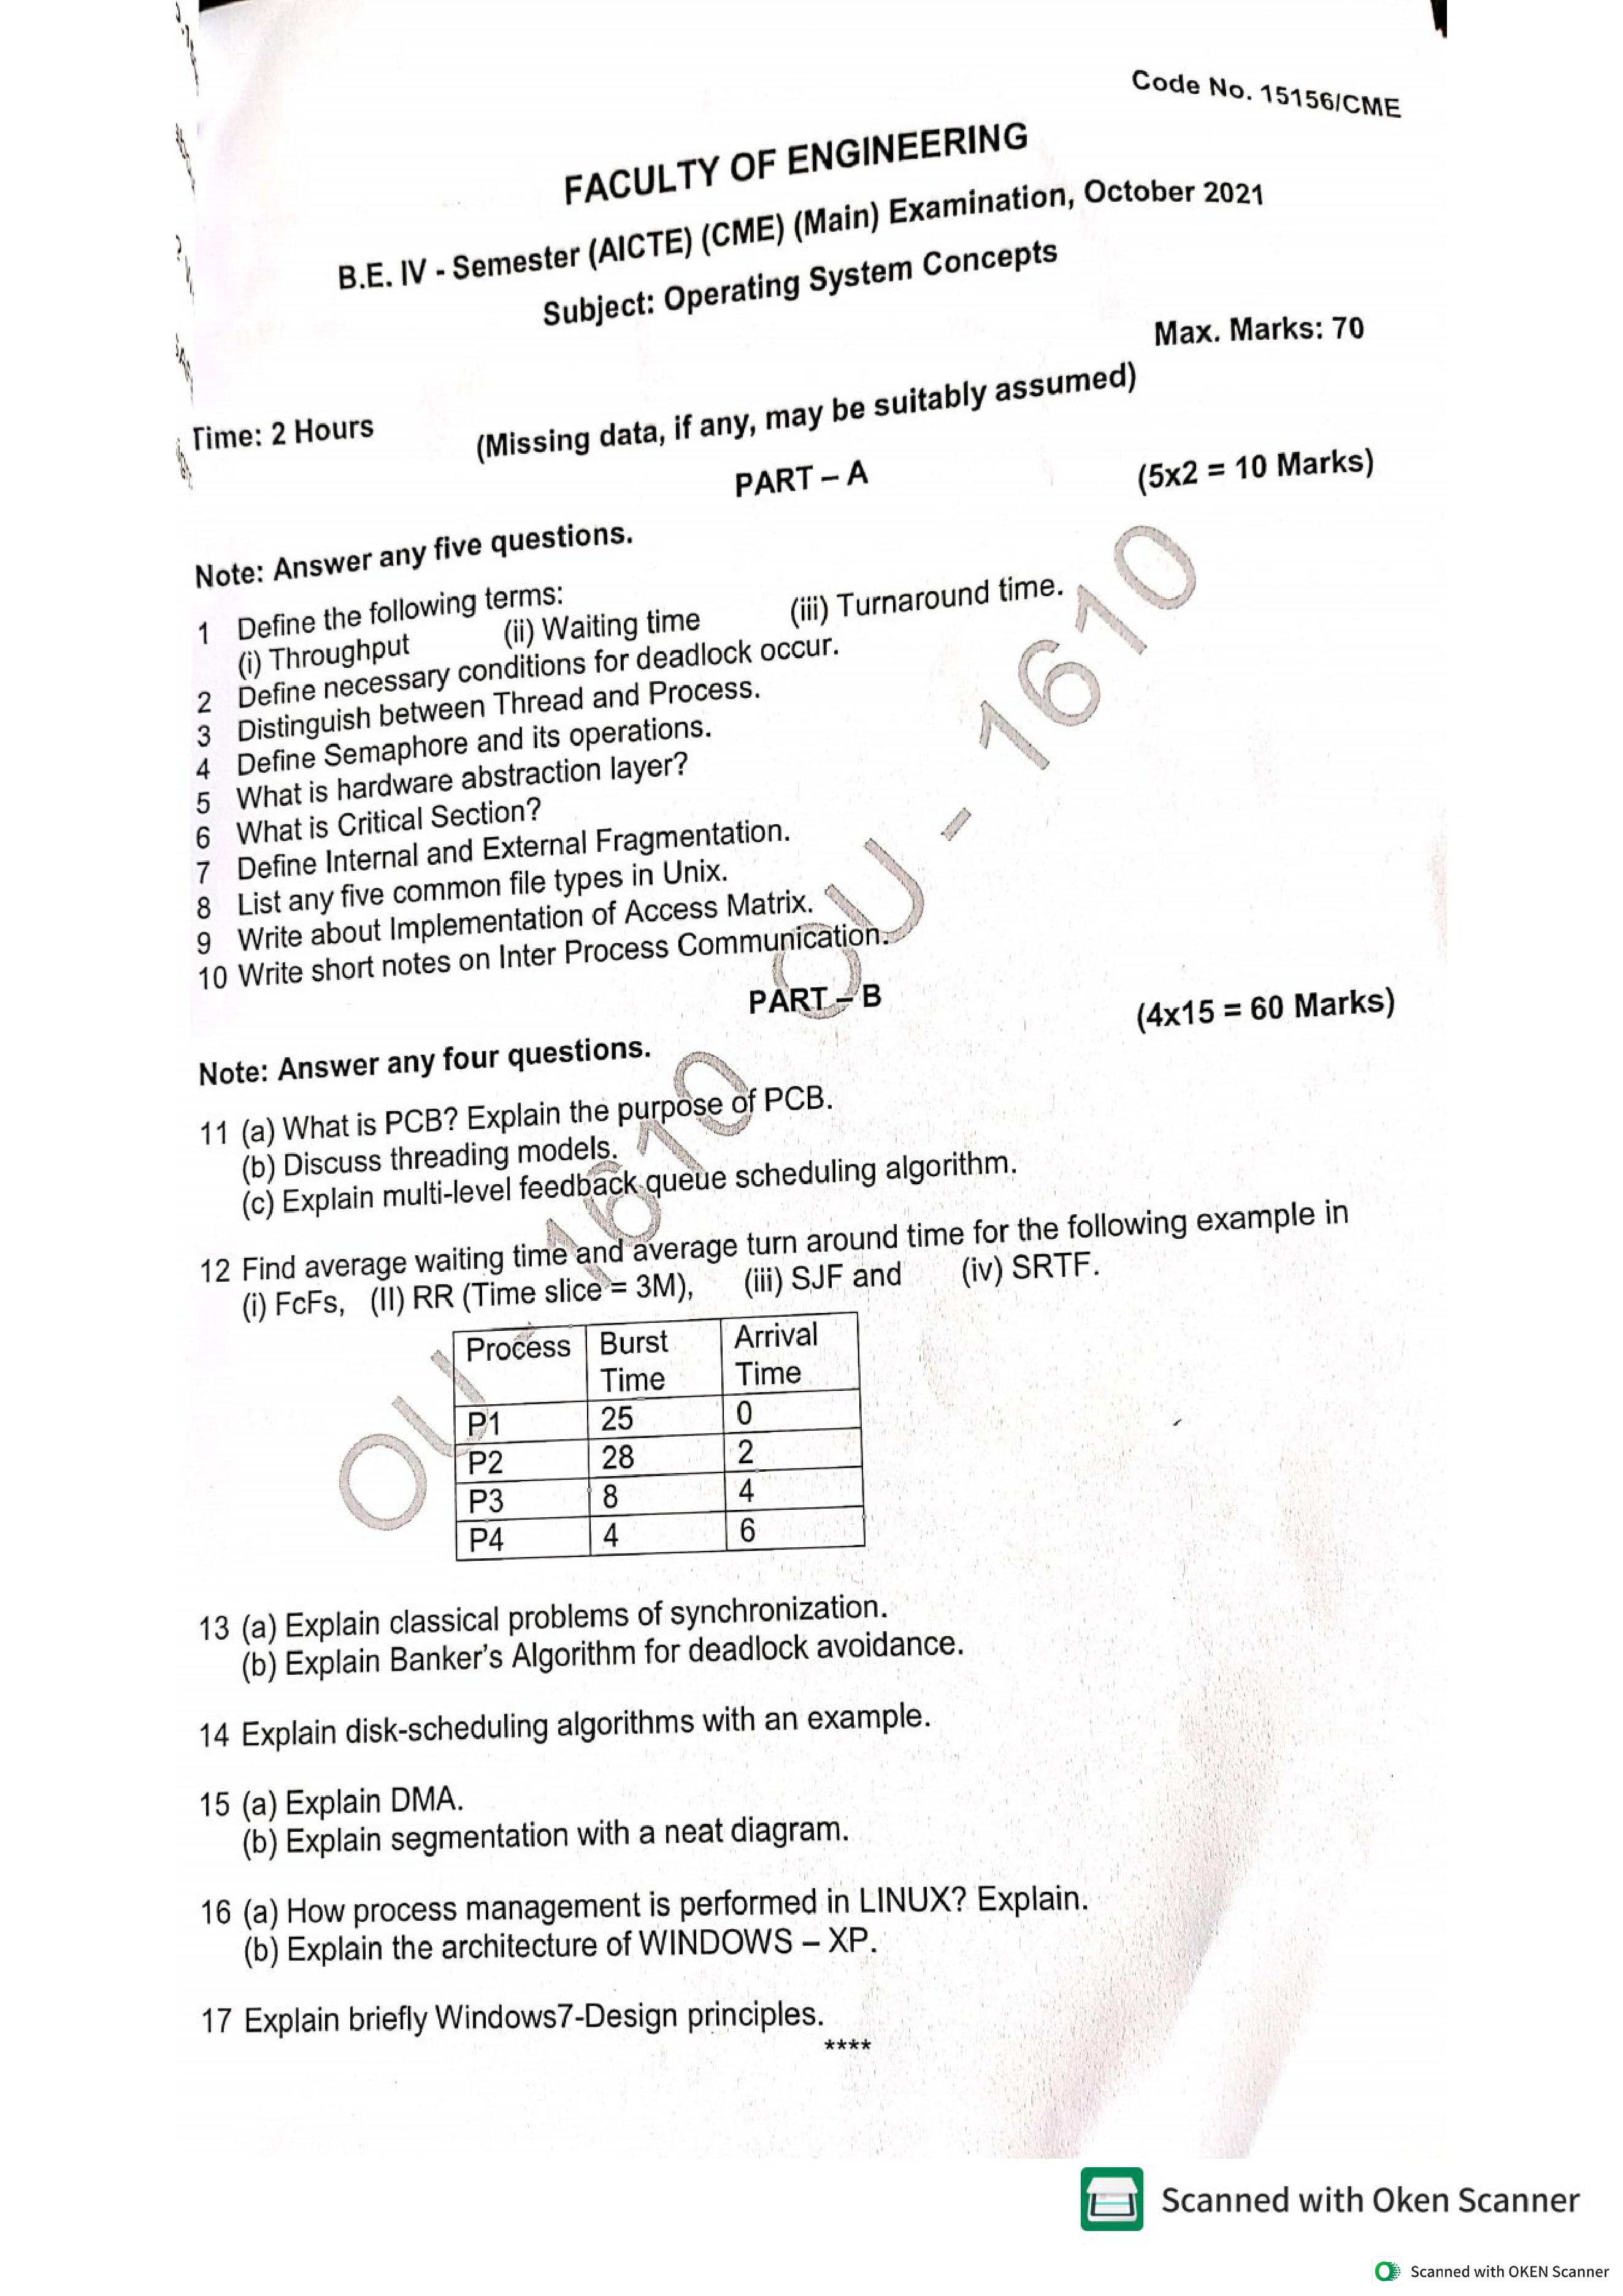 Code No. 15156/CME
FACULTY OF ENGINEERING
B.E. IV - Semester (AICTE) (CME) (Main) Examination, October 2021
Subject: Operating System Concepts
Max. Marks: 70
Time: 2 Hours
(Missing data, if any, may be suitably assumed)
PART – A
(5x2 = 10 Marks)
Note: Answer any five questions.
1 Define the following terms:
(i) Throughput (ii) Waiting time (iii) Turnaround time.
2 Define necessary conditions for deadlock occur.
3 Distinguish between Thread and Process.
4 Define Semaphore and its operations.
5 What is hardware abstraction layer?
6 What is Critical Section?
7 Define Internal and External Fragmentation.
8 List any five common file types in Unix.
9 Write about Implementation of Access Matrix.
10 Write short notes on Inter Process Communication.
PART – B
(4x15 = 60 Marks)
Note: Answer any four questions.
11 (a) What is PCB? Explain the purpose of PCB.
(b) Discuss threading models.
(c) Explain multi-level feedback queue scheduling algorithm.
12 Find average waiting time and average turn around time for the following example in
(i) FcFs, (II) RR (Time slice = 3M), (iii) SJF and (iv) SRTF.
Process Burst Time Arrival Time
P1 25 0
P2 28 2
P3 8 4
P4 4 6
13 (a) Explain classical problems of synchronization.
(b) Explain Banker's Algorithm for deadlock avoidance.
14 Explain disk-scheduling algorithms with an example.
15 (a) Explain DMA.
(b) Explain segmentation with a neat diagram.
16 (a) How process management is performed in LINUX? Explain.
(b) Explain the architecture of WINDOWS – XP.
17 Explain briefly Windows7-Design principles.
****
OU - 1610 OU - 1610
Scanned with Oken Scanner
Scanned with OKEN Scanner